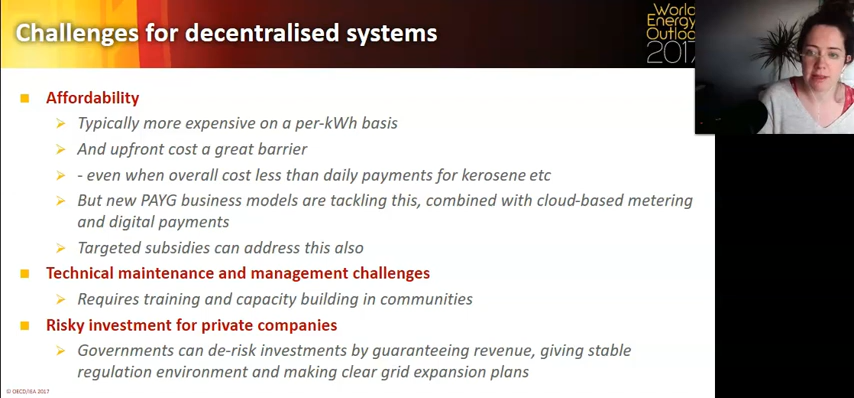 Challenges for decentralised systems
World
Energy
Outlook
2017
Affordability
Typically more expensive on a per-kWh basis
And upfront cost a great barrier
- even when overall cost less than daily payments for kerosene etc
But new PAYG business models are tackling this, combined with cloud-based metering
and digital payments
Targeted subsidies can address this also
Technical maintenance and management challenges
Requires training and capacity building in communities
Risky investment for private companies
Governments can de-risk investments by guaranteeing revenue, giving stable
regulation environment and making clear grid expansion plans
© OECD/IEA 2017